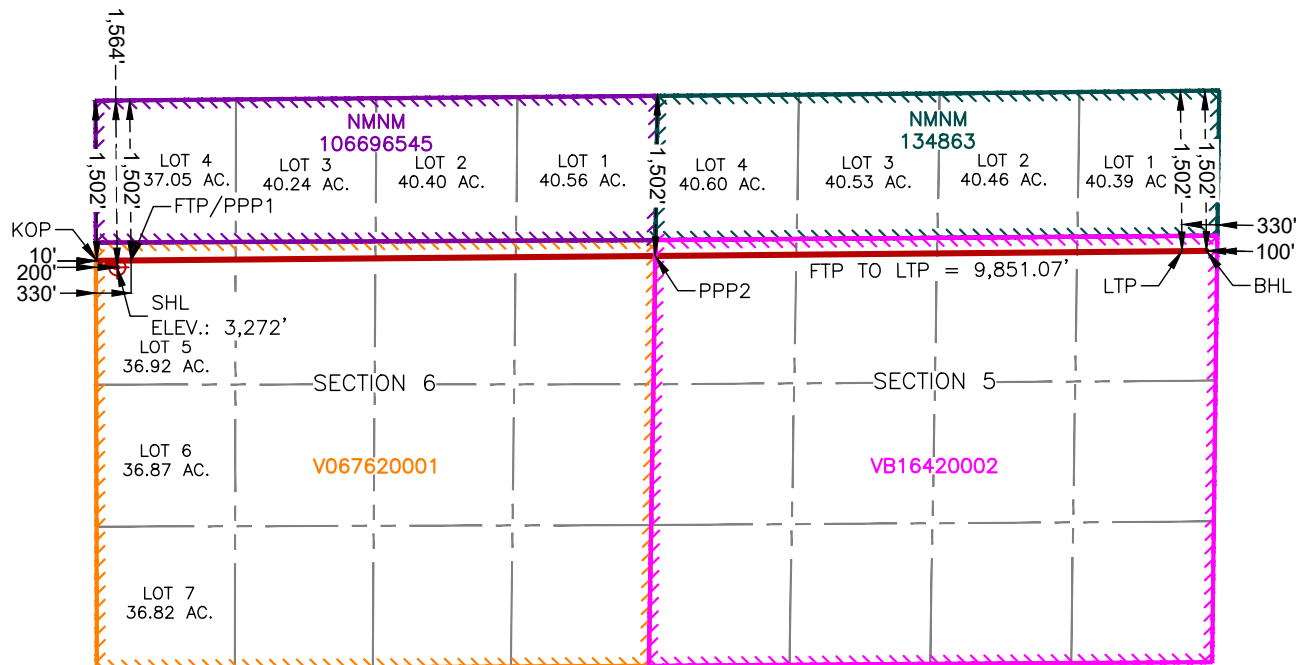 1,564'
NMNM
106696545
NMNM
134863
LOT 4
37.05 AC.
LOT 3
40.24 AC.
LOT 2
40.40 AC.
LOT 1
40.56 AC.
LOT 4
40.60 AC.
LOT 3
40.53 AC.
LOT 2
40.46 AC.
LOT 1
40.39 AC
1,502'
1,502'
1,502'
1,502'
1,502'
FTP/PPP1
KOP
10'
200'
330'
330'
100'
FTP TO LTP = 9,851.07'
LTP
BHL
PPP2
SHL
ELEV.: 3,272'
LOT 5
36.92 AC.
SECTION 6
SECTION 5
LOT 6
36.87 AC.
V067620001
VB16420002
LOT 7
36.82 AC.